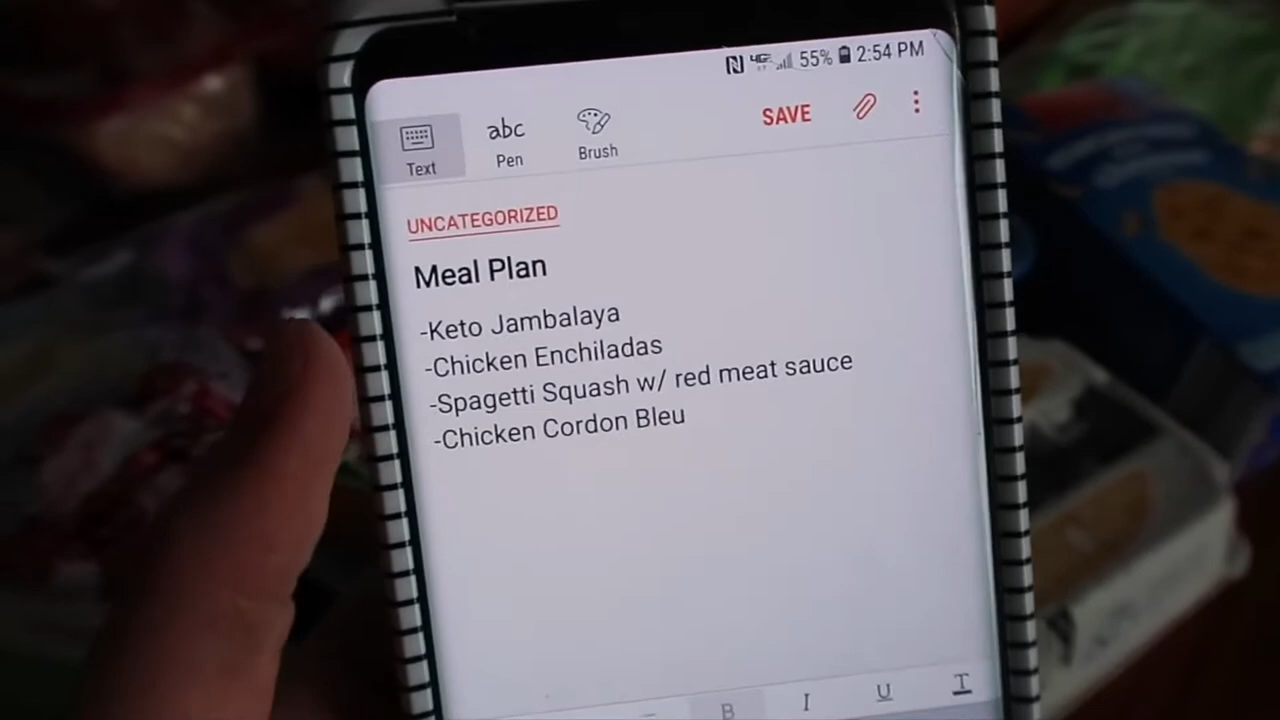 4G 55% 2:54 PM
abc SAVE
Text Pen Brush
UNCATEGORIZED
Meal Plan
-Keto Jambalaya
-Chicken Enchiladas
-Spagetti Squash w/ red meat sauce
-Chicken Cordon Bleu
B I U T